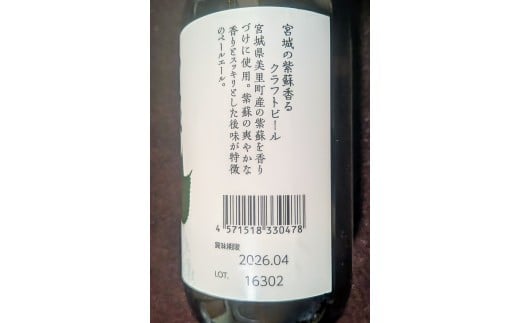 宮城の紫蘇香る
クラフトビール
宮城県美里町産の紫蘇を香り
づけに使用。紫蘇の爽やかな
香りとスッキリとした後味が特徴
のペールエール。
4 571518 330478
賞味期限
2026.04
LOT. 16302